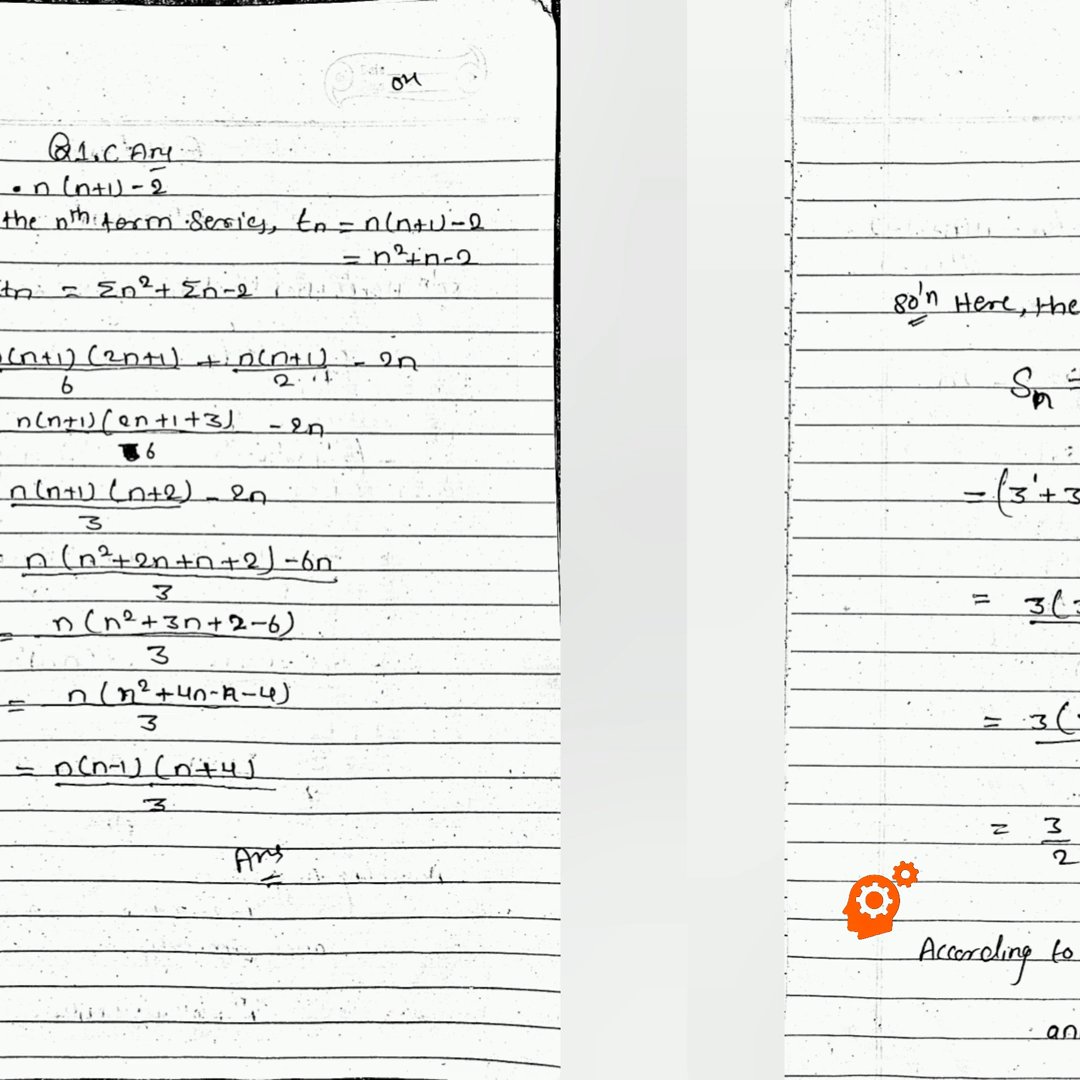 OR
Q1.C Ans
• n(n+1)-2
the nth term series, tn = n(n+1)-2
= n²+n-2
tn = Σn²+Σn-2
(n+1)(2n+1)/6 + n(n+1)/2 - 2n
n(n+1)(2n+1+3)/6 - 2n
n(n+1)(n+2)/3 - 2n
n(n²+2n+n+2)-6n/3
= n(n²+3n+2-6)/3
= n(n²+4n-n-4)/3
= n(n-1)(n+4)/3
Ans
So'n Here, the
Sn =
= (3¹+3
= 3(3
= 3(
= 3/2
According to
an